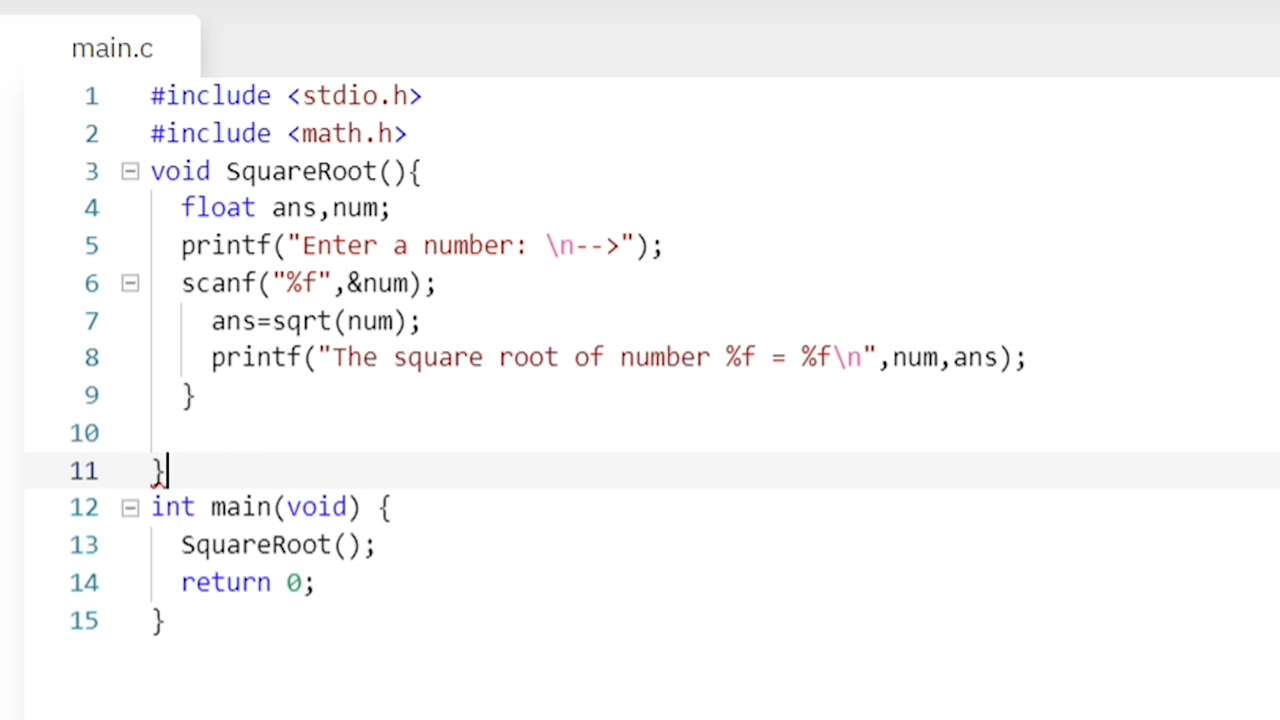 main.c
1 #include <stdio.h>
2 #include <math.h>
3 void SquareRoot(){
4 float ans,num;
5 printf("Enter a number: \n-->");
6 scanf("%f",&num);
7 ans=sqrt(num);
8 printf("The square root of number %f = %f\n",num,ans);
9 }
10
11 }
12 int main(void) {
13 SquareRoot();
14 return 0;
15 }